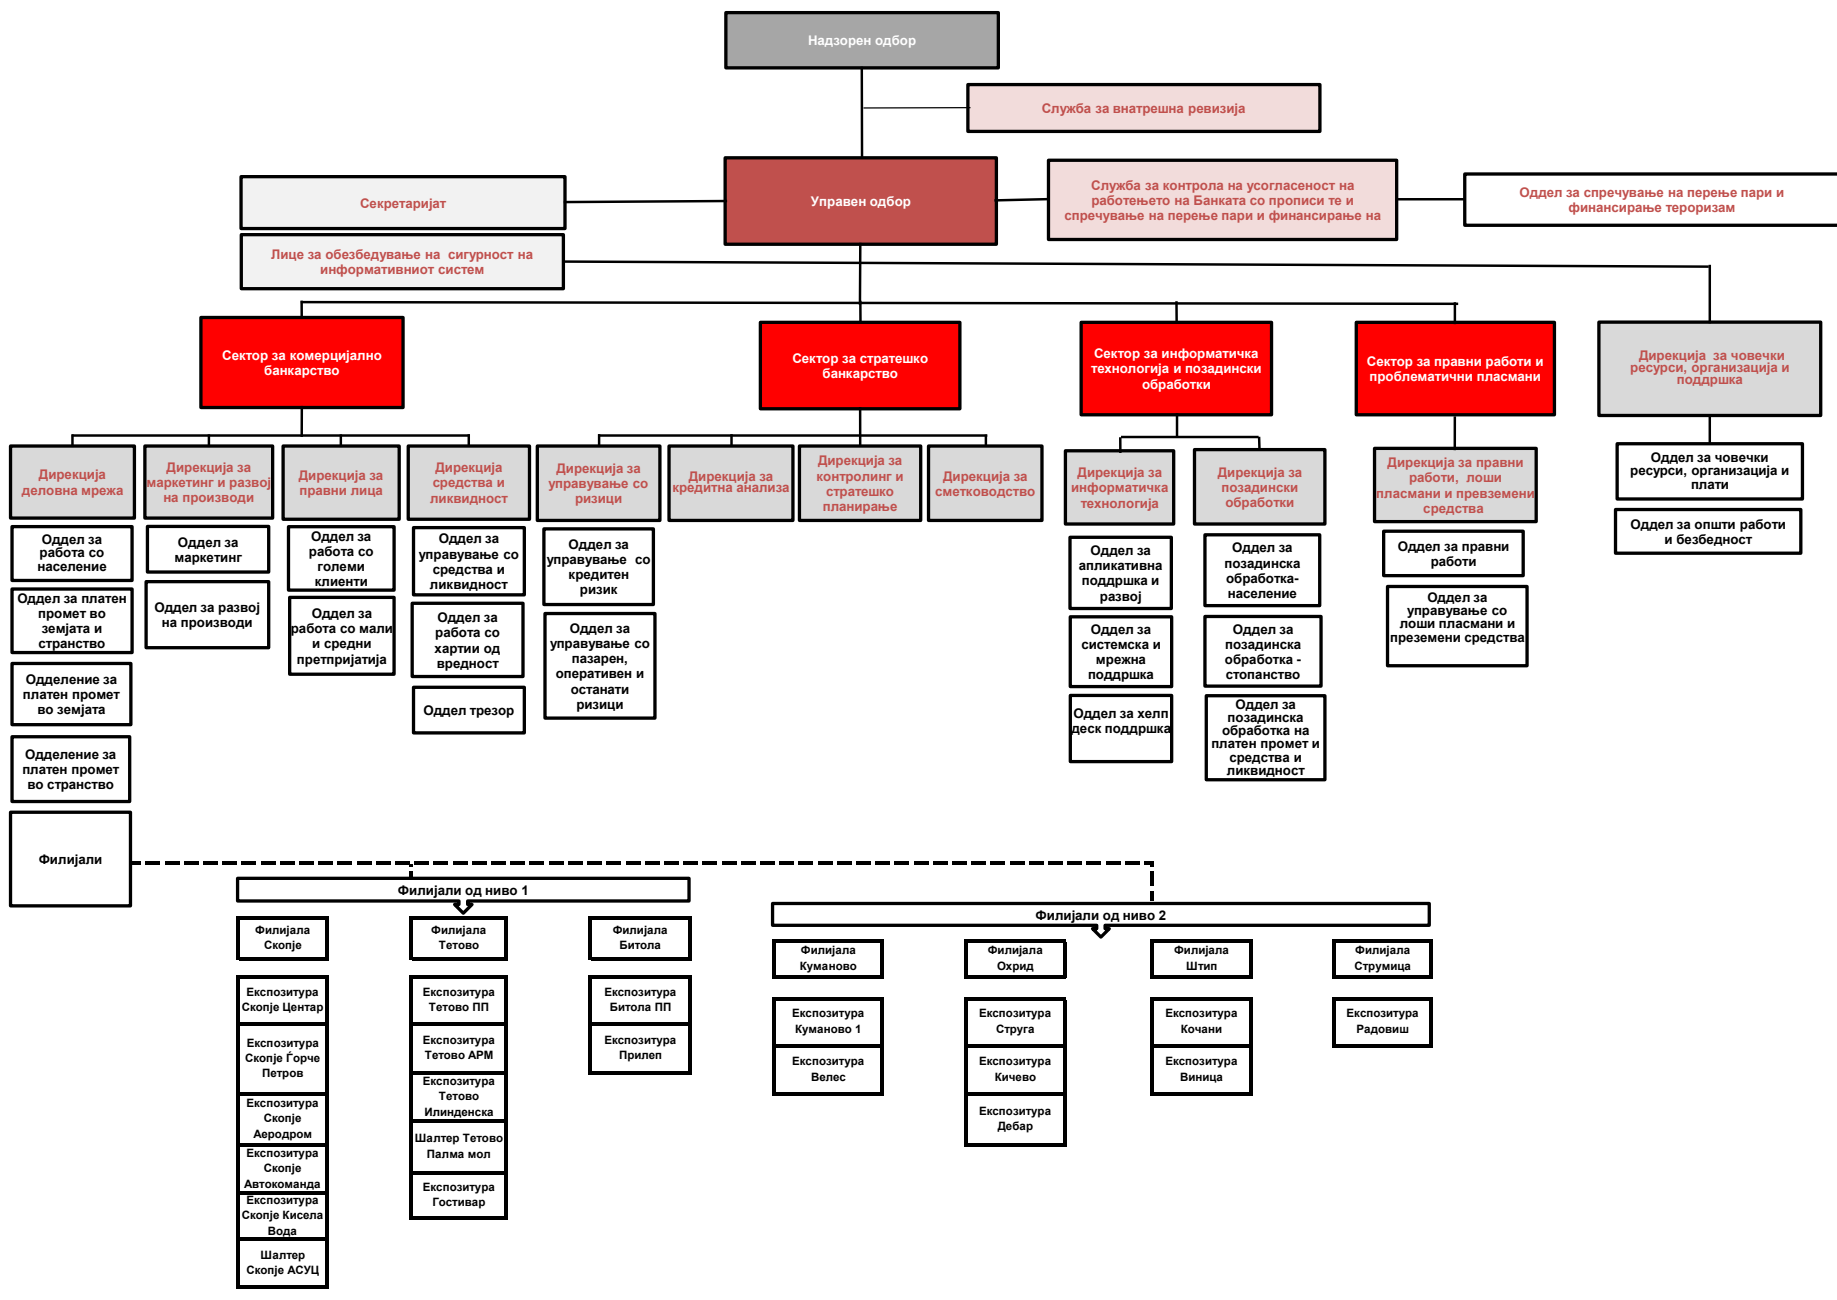 Надзорен одбор
Служба за внатрешна ревизија
Секретаријат
Управен одбор
Служба за контрола на усогласеност на
работењето на Банката со прописи те и
спречување на перење пари и финансирање на
Оддел за спречување на перење пари и
финансирање тероризам
Лице за обезбедување на  сигурност на
информативниот систем
Сектор за комерцијално
банкарство
Сектор за стратешко
банкарство
Сектор за информатичка
технологија и позадински
обработки
Сектор за правни работи и
проблематични пласмани
Дирекција  за човечки
ресурси, организација и
поддршка
Дирекција
деловна мрежа
Дирекција за
маркетинг и развој
на производи
Дирекција за
правни лица
Дирекција
средства и
ликвидност
Дирекција за
управување со
ризици
Дирекција за
кредитна анализа
Дирекција за
контролинг и
стратешко
планирање
Дирекција за
сметководство
Дирекција за
информатичка
технологија
Дирекција за
позадински
обработки
Дирекција за правни
работи,  лоши
пласмани и превземени
средства
Оддел за човечки
ресурси, организација и
плати
Оддел за општи работи
и безбедност
Оддел за
работа со
население
Оддел за платен
промет во
земјата и
странство
Одделение за
платен промет
во земјата
Одделение за
платен промет
во странство
Филијали
Оддел за
маркетинг
Оддел за развој
на производи
Оддел за
работа со
големи
клиенти
Оддел за
работа со мали
и средни
претпријатија
Оддел за
управување со
средства и
ликвидност
Оддел за
работа со
хартии од
вредност
Оддел трезор
Оддел за
управување  со
кредитен
ризик
Оддел за
управување со
пазарен,
оперативен и
останати
ризици
Оддел за
апликативна
поддршка и
развој
Оддел за
системска и
мрежна
поддршка
Оддел за хелп
деск поддршка
Оддел за
позадинска
обработка-
население
Оддел за
позадинска
обработка -
стопанство
Оддел за
позадинска
обработка на
платен промет и
средства и
ликвидност
Оддел за правни
работи
Оддел за
управување со
лоши пласмани и
преземени средства
Филијали од ниво 1
Филијала
Скопје
Експозитура
Скопје Центар
Експозитура
Скопје Ѓорче
Петров
Експозитура
Скопје
Аеродром
Експозитура
Скопје
Автокоманда
Експозитура
Скопје Кисела
Вода
Шалтер
Скопје АСУЦ
Филијала
Тетово
Експозитура
Тетово ПП
Експозитура
Тетово АРМ
Експозитура
Тетово
Илинденска
Шалтер Тетово
Палма мол
Експозитура
Гостивар
Филијала
Битола
Експозитура
Битола ПП
Експозитура
Прилеп
Филијали од ниво 2
Филијала
Куманово
Експозитура
Куманово 1
Експозитура
Велес
Филијала
Охрид
Експозитура
Струга
Експозитура
Кичево
Експозитура
Дебар
Филијала
Штип
Експозитура
Кочани
Експозитура
Виница
Филијала
Струмица
Експозитура
Радовиш